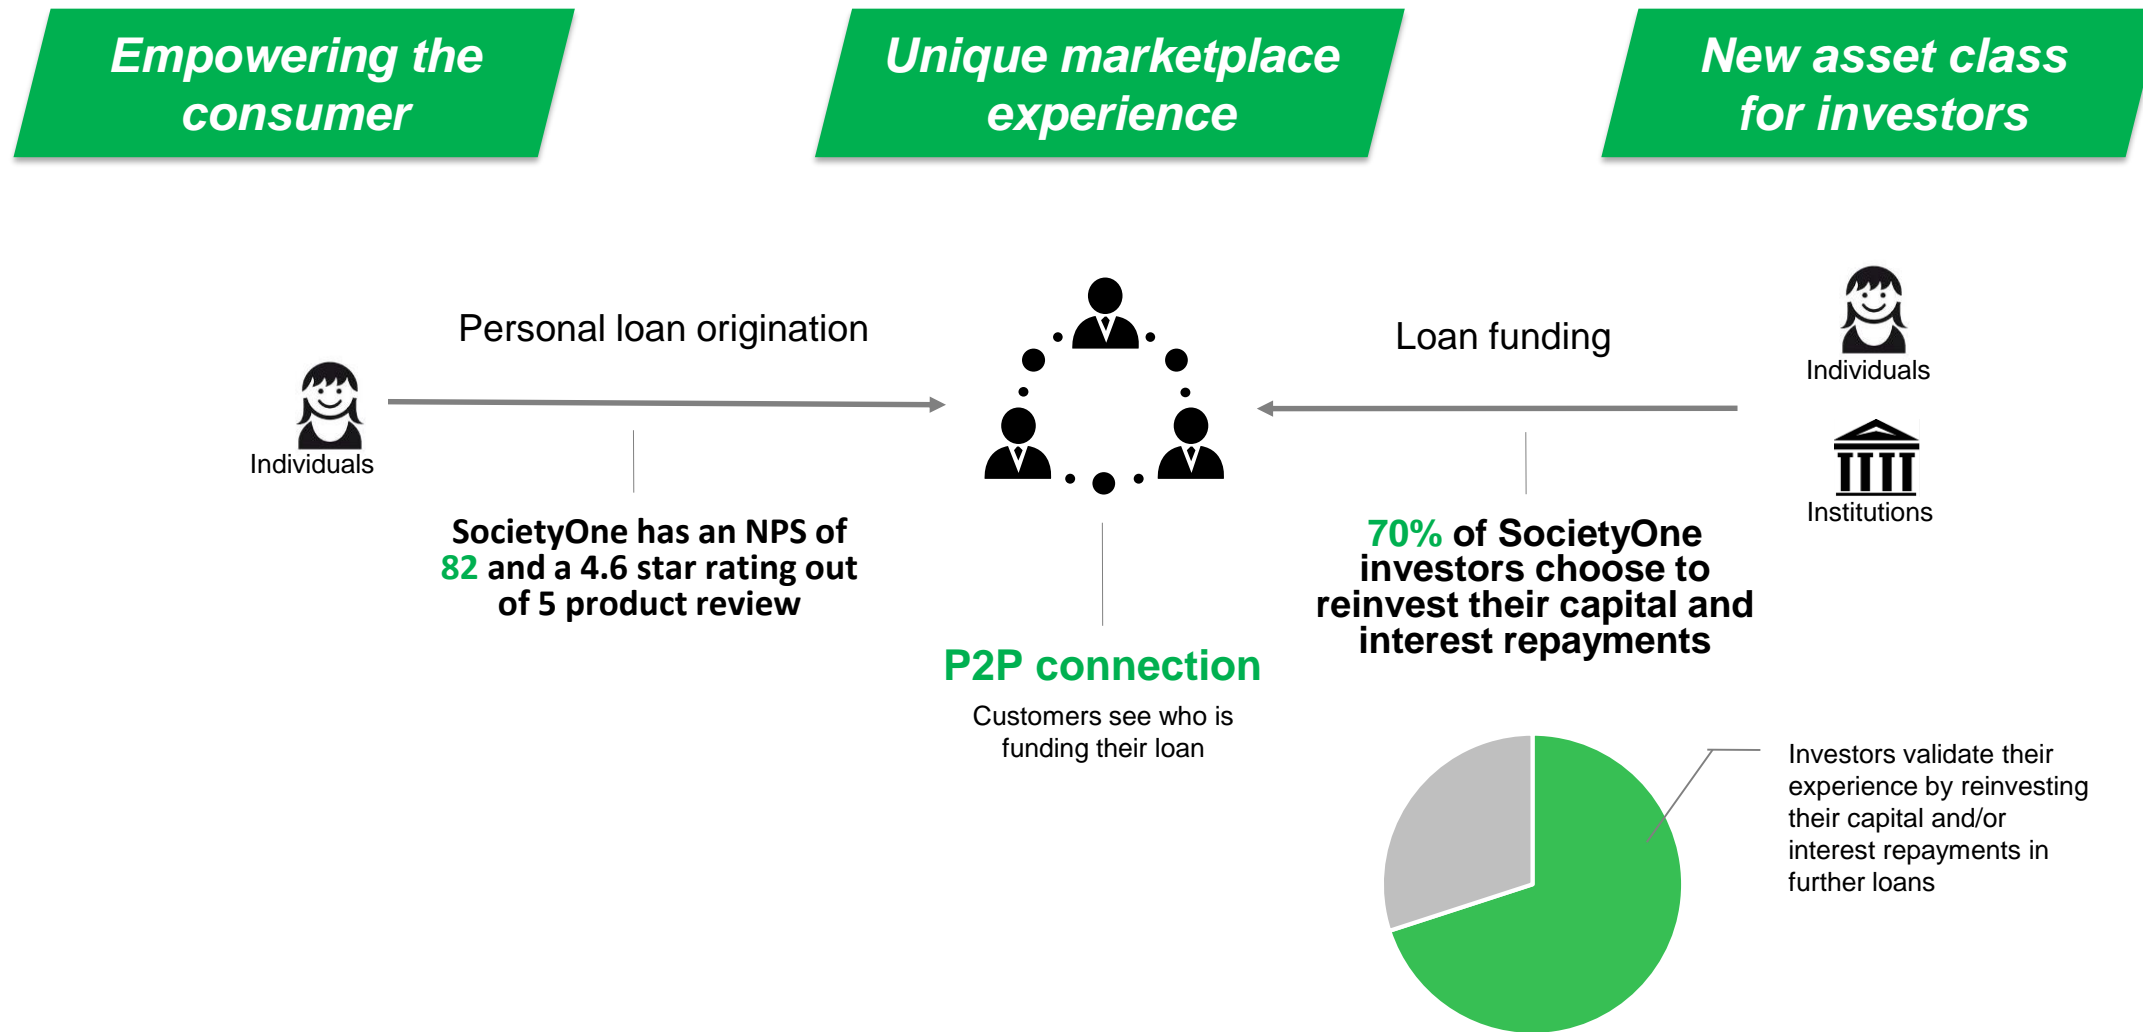 Empowering the
consumer
Unique marketplace
experience
New asset class
for investors
Personal loan origination
Individuals
SocietyOne has an NPS of
82 and a 4.6 star rating out
of 5 product review
P2P connection
Customers see who is
funding their loan
Loan funding
Individuals
Institutions
70% of SocietyOne
investors choose to
reinvest their capital and
interest repayments
Investors validate their
experience by reinvesting
their capital and/or
interest repayments in
further loans